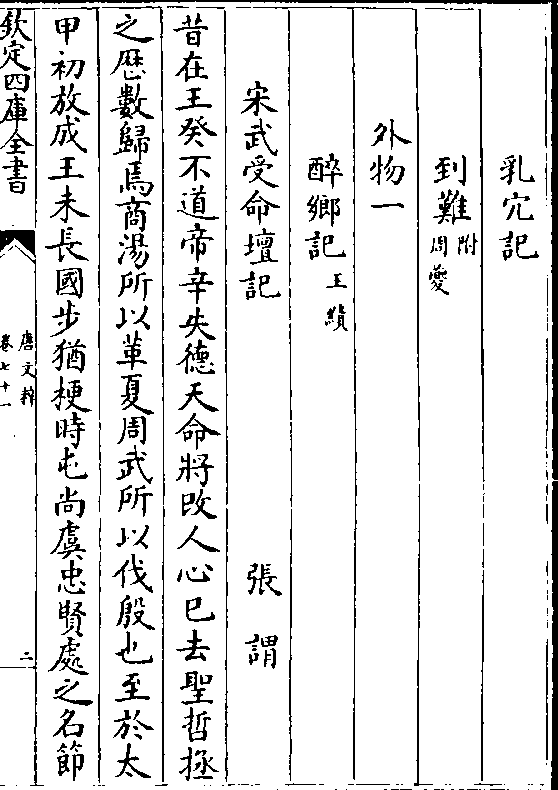 乳穴記
到難附周夔
外物一
醉鄉記王績
宋武受命壇記 張謂
昔在王癸不道帝辛失德天命將改人心已去聖哲拯
之歷數歸焉商湯所以革夏周武所以伐殷也至於太
甲初放成王未長國步猶梗時屯尚虞忠賢處之名節
欽定四庫全書
唐文粹
卷七十一
二